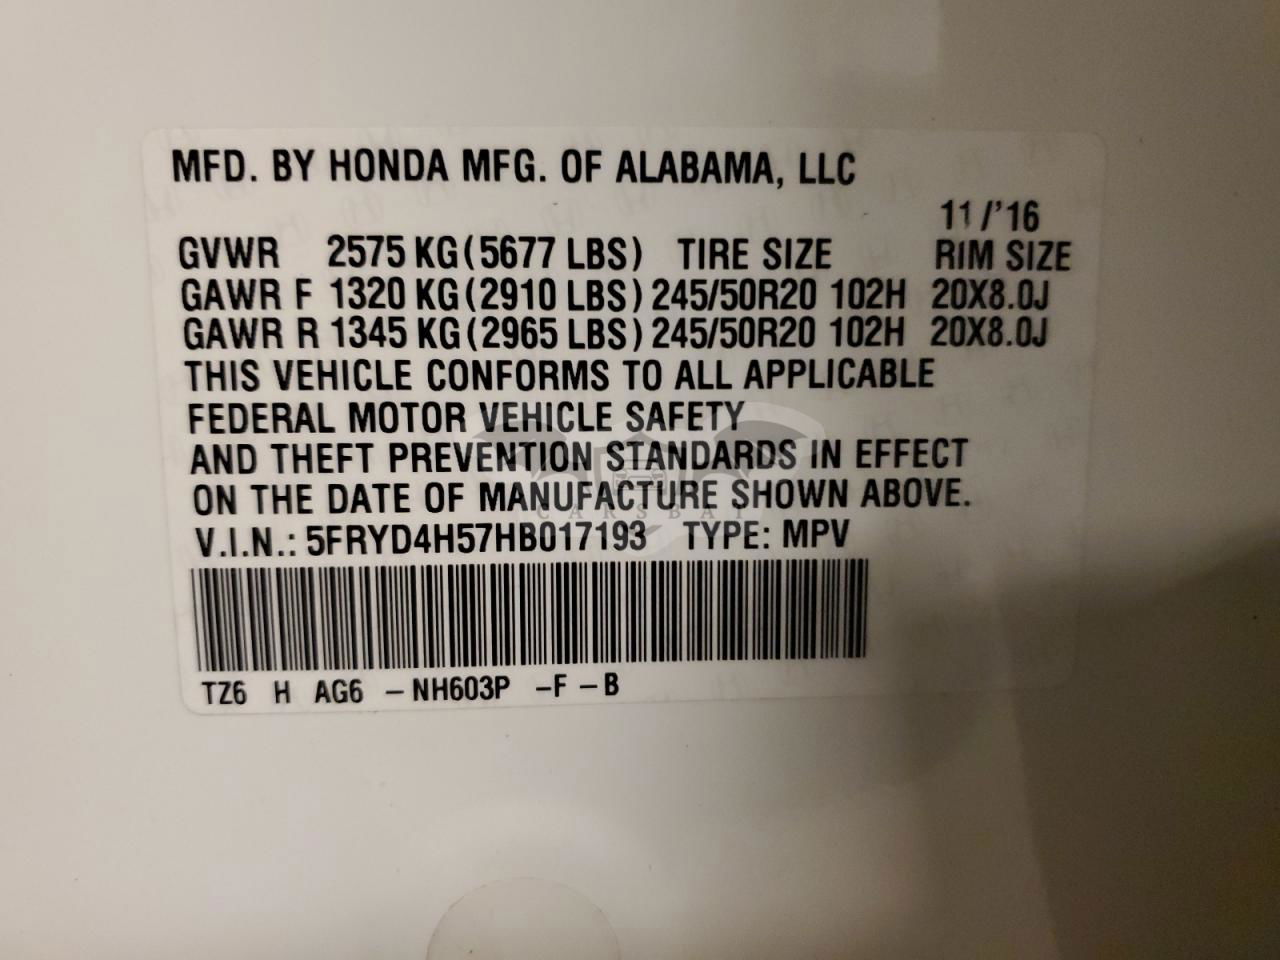 MFD. BY HONDA MFG. OF ALABAMA, LLC
11/'16
GVWR 2575 KG (5677 LBS) TIRE SIZE RIM SIZE
GAWR F 1320 KG (2910 LBS) 245/50R20 102H 20X8.0J
GAWR R 1345 KG (2965 LBS) 245/50R20 102H 20X8.0J
THIS VEHICLE CONFORMS TO ALL APPLICABLE
FEDERAL MOTOR VEHICLE SAFETY
AND THEFT PREVENTION STANDARDS IN EFFECT
ON THE DATE OF MANUFACTURE SHOWN ABOVE.
CARSBAT
V.I.N.: 5FRYD4H57HB017193 TYPE: MPV
TZ6 H AG6 -NH603P -F -B